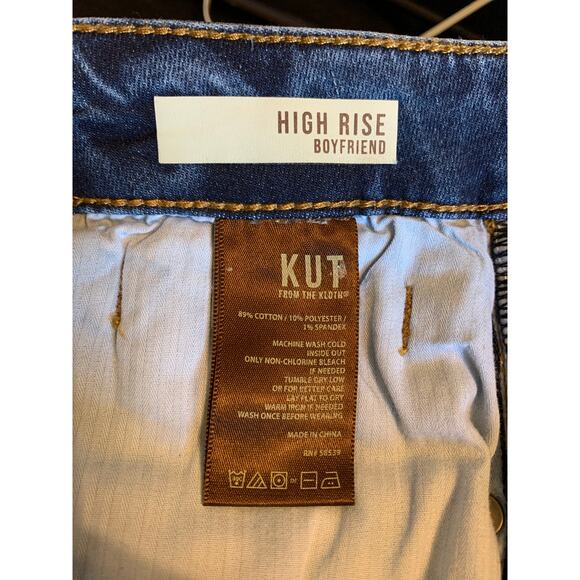 HIGH RISE
BOYFRIEND
KUT
FROM THE KLOTH®
89% COTTON / 10% POLYESTER /
1% SPANDEX
MACHINE WASH COLD
INSIDE OUT
ONLY NON-CHLORINE BLEACH
IF NEEDED
TUMBLE DRY LOW
OR FOR BETTER CARE
LAY FLAT TO DRY
WARM IRON IF NEEDED
WASH ONCE BEFORE WEARING
MADE IN CHINA
RN# 58539
or